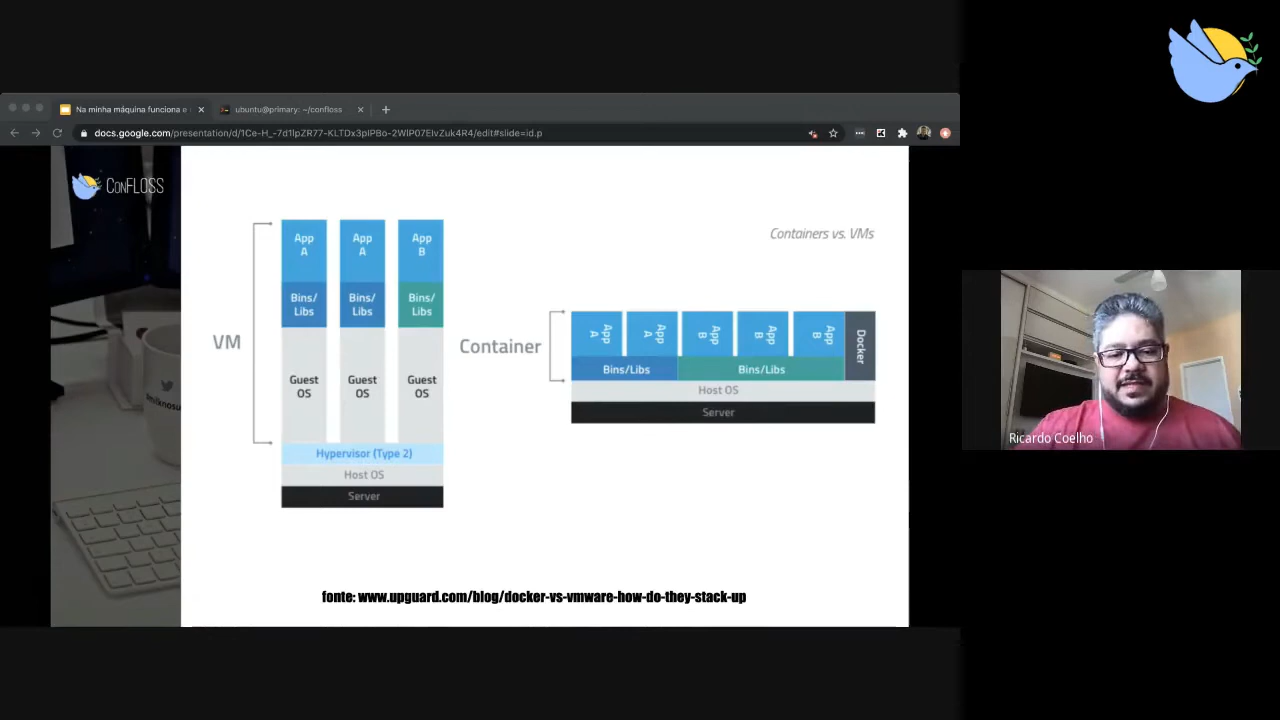 Na minha máquina funciona e
ubuntu@primary: ~/confloss
docs.google.com/presentation/d/1Ce-H_-7d1lpZR77-KLTDx3pIPBo-2WlP07ElvZuk4R4/edit#slide=id.p
CONFLOSS
Containers vs. VMs
VM
App
A
App
A
App
B
Bins/
Libs
Bins/
Libs
Bins/
Libs
Guest
OS
Guest
OS
Guest
OS
Hypervisor (Type 2)
Host OS
Server
Container
App
A
App
A
App
B
App
B
App
B
Docker
Bins/Libs
Bins/Libs
Host OS
Server
fonte: www.upguard.com/blog/docker-vs-vmware-how-do-they-stack-up
Ricardo Coelho